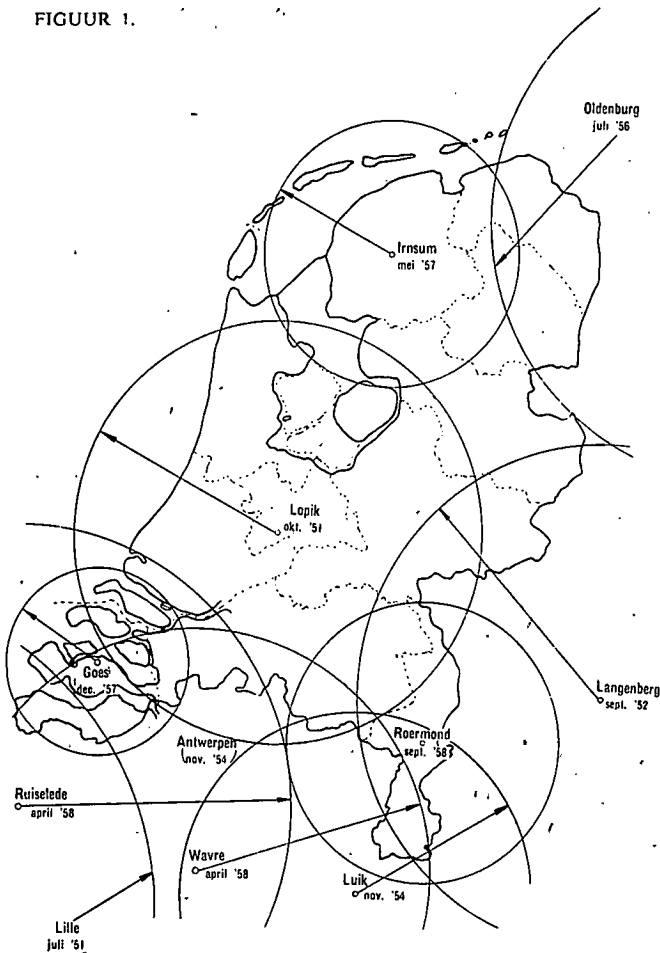 FIGUUR 1.
Oldenburg
juli '56
Irnsum
mei '57
Lopik
okt. '51
Goes
dec. '57
Langenberg
sept. '52
Antwerpen
nov. '54
Roermond
sept. '58
Ruiselede
april '58
Wavre
april '58
Luik
nov. '54
Lille
juli '51